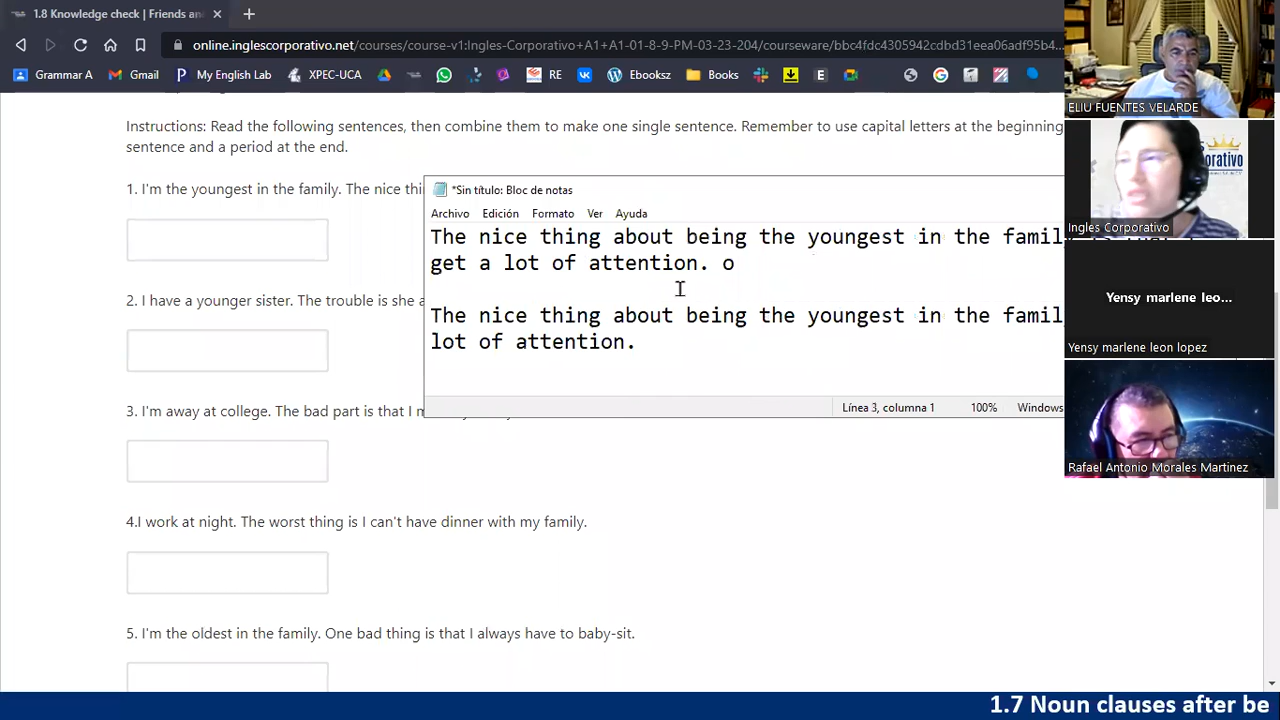 1.8 Knowledge check | Friends an
online.inglescorporativo.net/courses/course
:Ingles-Corporativo+A1+A1-01-8-9-PM-03-53-204/courseware/bbc4fdc4305942cdbd31eea06adf95b4...
Grammar A
Gmail
My English Lab
XPEC-UCA
RE
Ebooksz
Books
E
Instructions: Read the following sentences, then combine them to make one single sentence. Remember to use capital letters at the beginning
sentence and a period at the end.
1. I'm the youngest in the family. The nice thi
2. I have a younger sister. The trouble is she a
3. I'm away at college. The bad part is that I m
4.I work at night. The worst thing is I can't have dinner with my family.
5. I'm the oldest in the family. One bad thing is that I always have to baby-sit.
*Sin título: Bloc de notas
Archivo Edición Formato Ver Ayuda
The nice thing about being the youngest in the famil
get a lot of attention. o
The nice thing about being the youngest in the famil
lot of attention.
Línea 3, columna 1 100% Windows
ELIU FUENTES VELARDE
orativo
Ingles Corporativo
Yensy marlene leo...
Yensy marlene leon lopez
Rafael Antonio Morales Martinez
1.7 Noun clauses after be